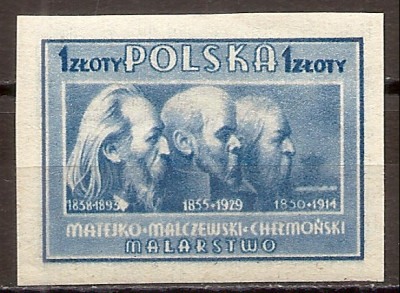 1 ZŁOTY POLSKA 1 ZŁOTY
1838-1893 1855-1929 1850-1914
MATEJKO·MALCZEWSKI·CHEŁMOŃSKI
MALARSTWO